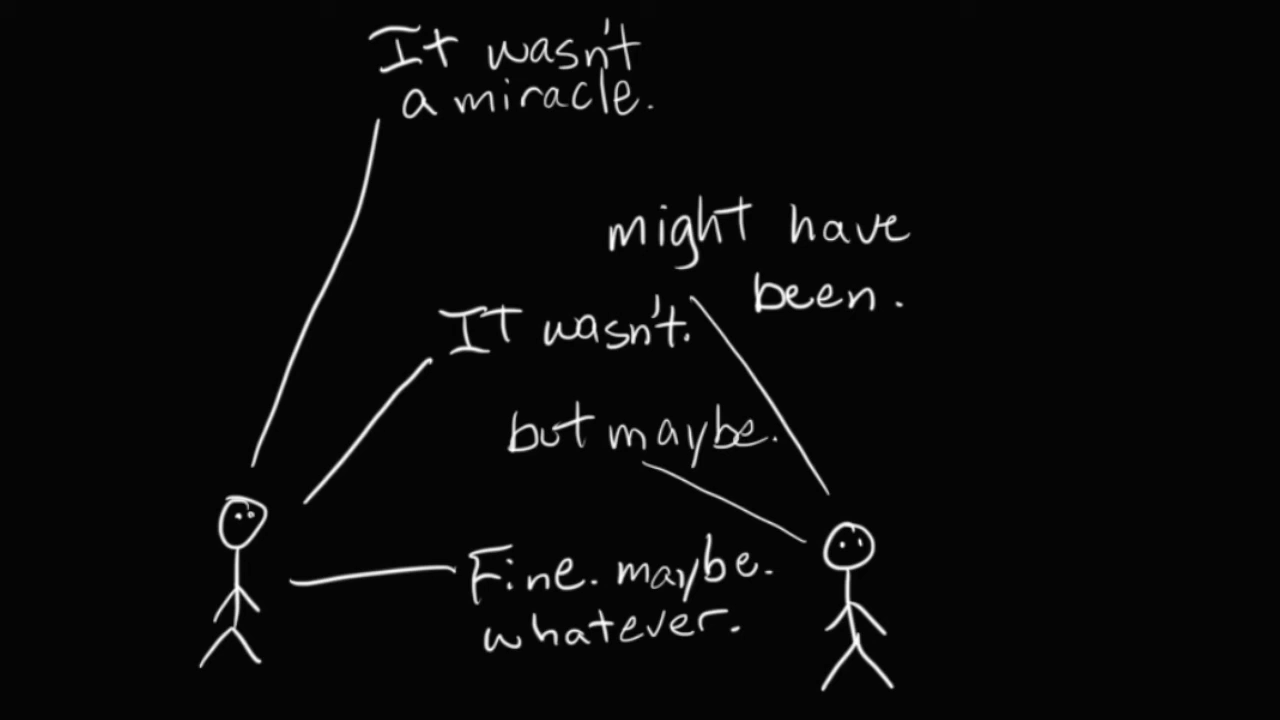 It wasn't
a miracle.
might have
been.
IT wasn't.
but maybe.
Fine. maybe.
whatever.